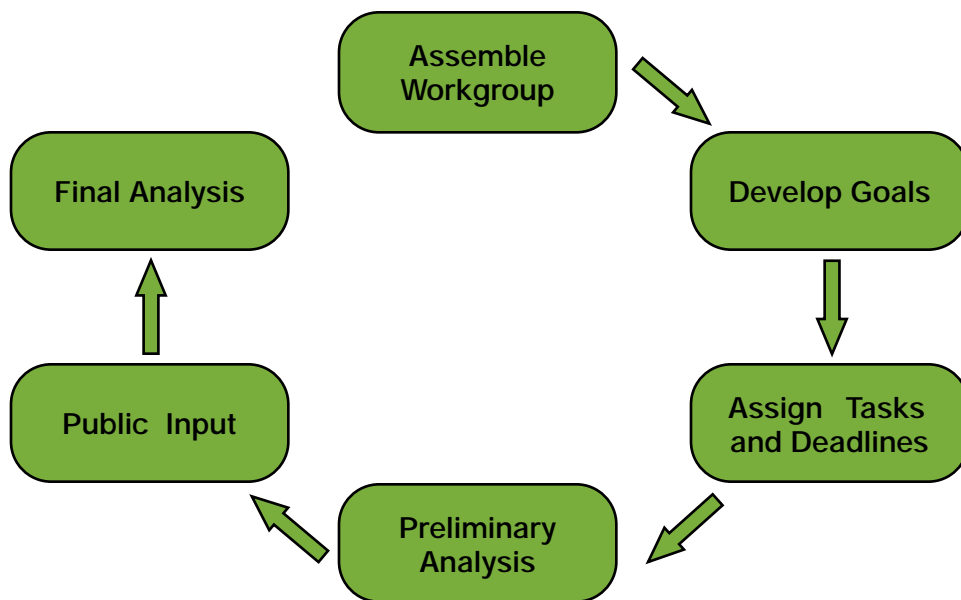 Assemble
Workgroup
Develop Goals
Assign Tasks
and Deadlines
Preliminary
Analysis
Public Input
Final Analysis